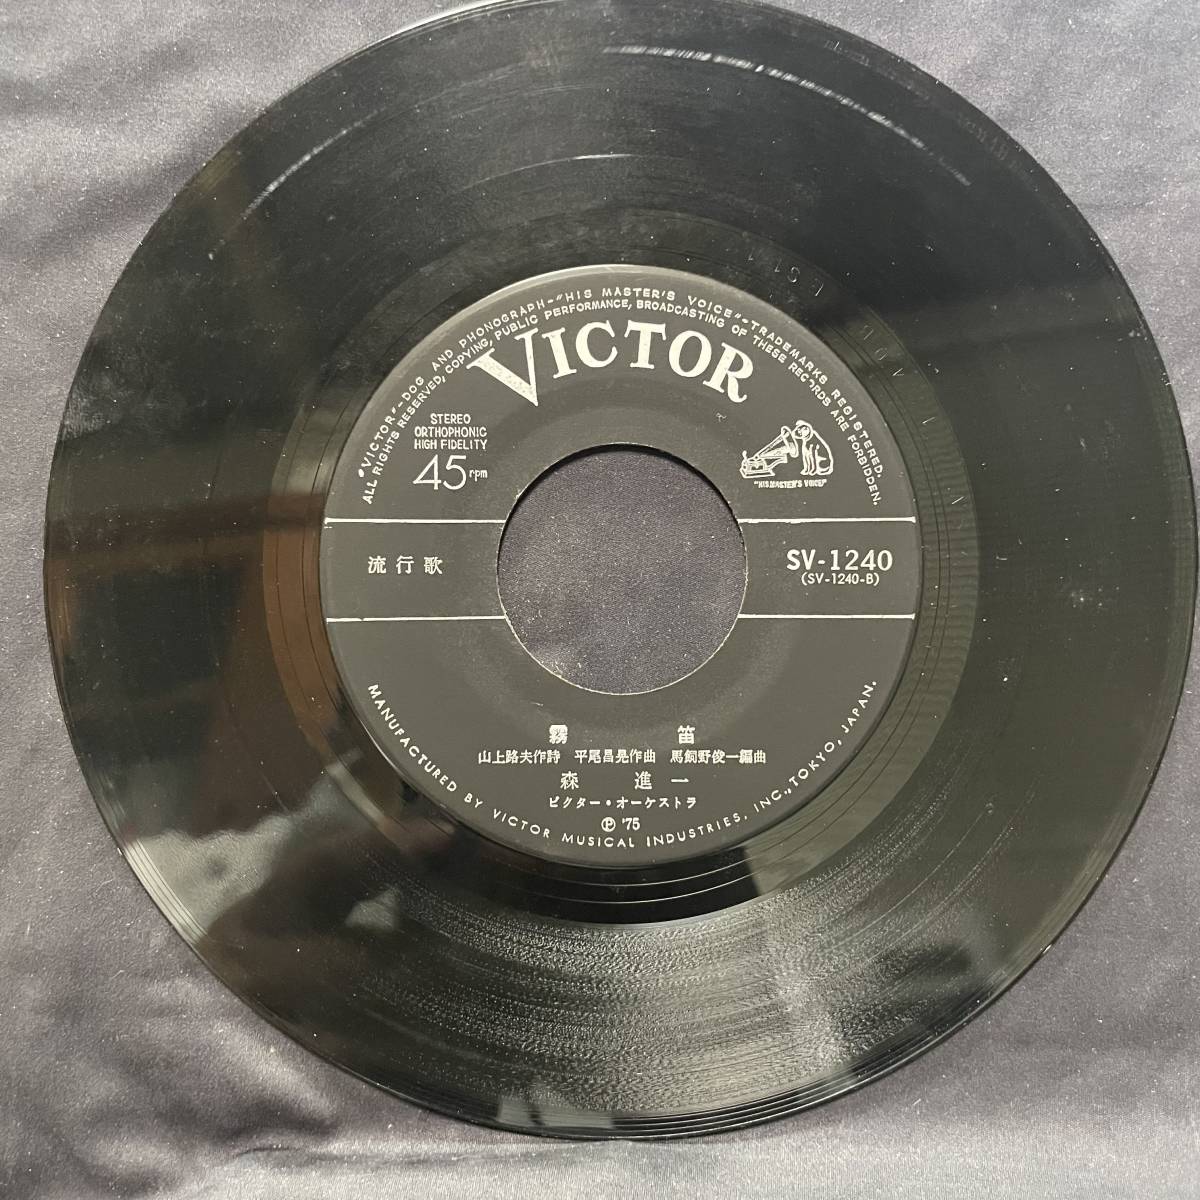 "VICTOR"-DOG AND PHONOGRAPH-"HIS MASTER'S VOICE"-TRADEMARKS REGISTERED.
ALL RIGHTS RESERVED, COPYING, PUBLIC PERFORMANCE, BROADCASTING OF THESE RECORDS ARE FORBIDDEN.
VICTOR
STEREO
ORTHOPHONIC
HIGH FIDELITY
45 rpm
"HIS MASTER'S VOICE"
流行歌
SV-1240
(SV-1240-B)
霧笛
山上路夫作詩 平尾昌晃作曲 馬飼野俊一編曲
森進一
ビクター・オーケストラ
Ⓟ '75
MANUFACTURED BY VICTOR MUSICAL INDUSTRIES, INC., TOKYO, JAPAN.